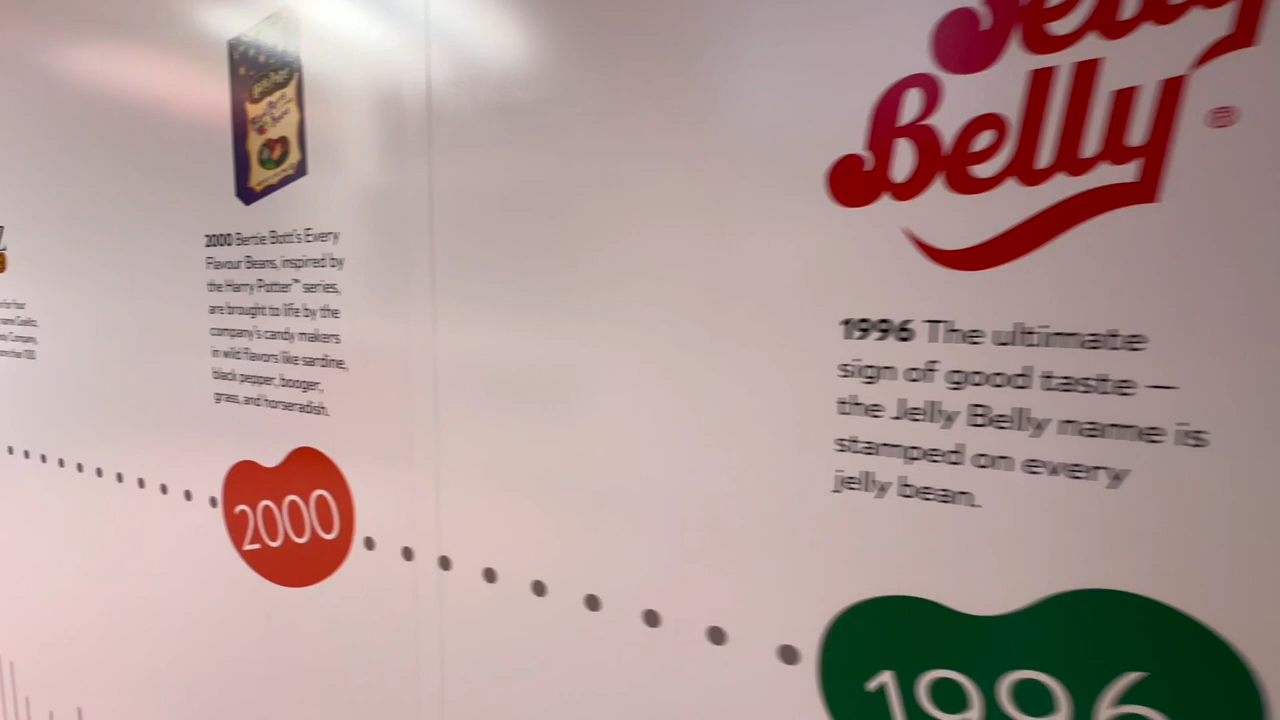 2000 Bertie Bott's Every
Flavour Beans, inspired by
the Harry Potter™ series,
are brought to life by the
company's candy makers
in wild flavors like sardine,
black pepper, booger,
grass, and horseradish.
2000
Jelly
Belly®
1996 The ultimate
sign of good taste —
the Jelly Belly name is
stamped on every
jelly bean.
1996